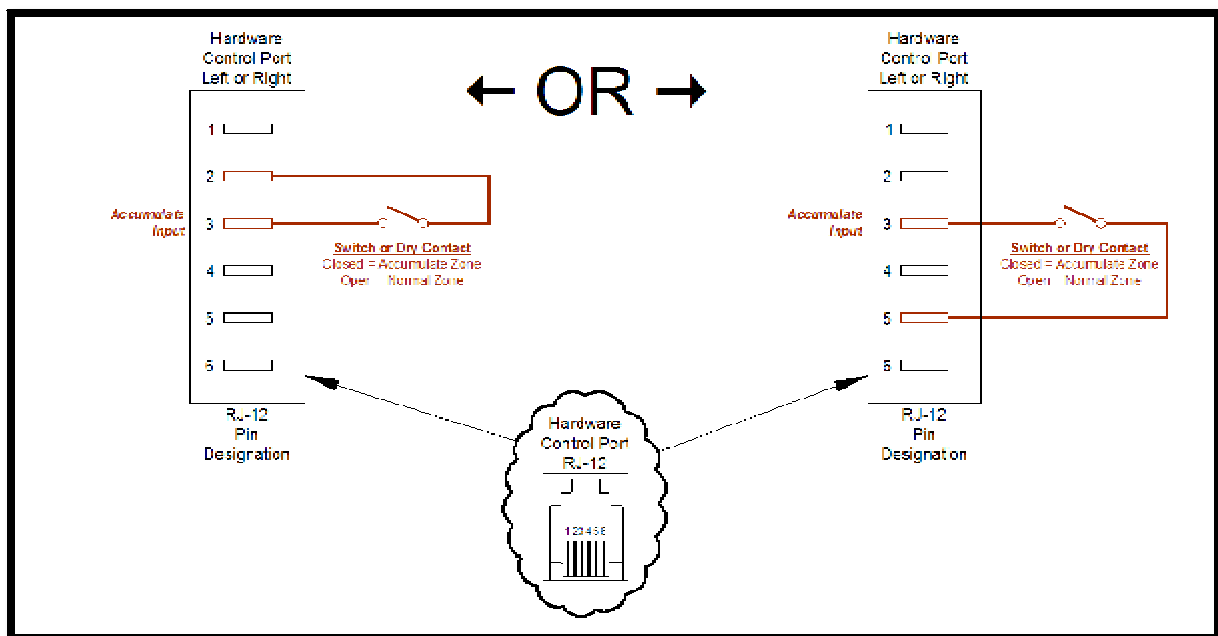 Hardware
Control Port
Left or Right
1
2
3
4
5
6
Accumulate
Input
Switch or Dry Contact
Closed = Accumulate Zone
Open = Normal Zone
RJ-12
Pin
Designation
← OR →
Hardware
Control Port
Left or Right
1
2
3
4
5
6
Accumulate
Input
Switch or Dry Contact
Closed = Accumulate Zone
Open = Normal Zone
RJ-12
Pin
Designation
Hardware
Control Port
RJ-12
123456